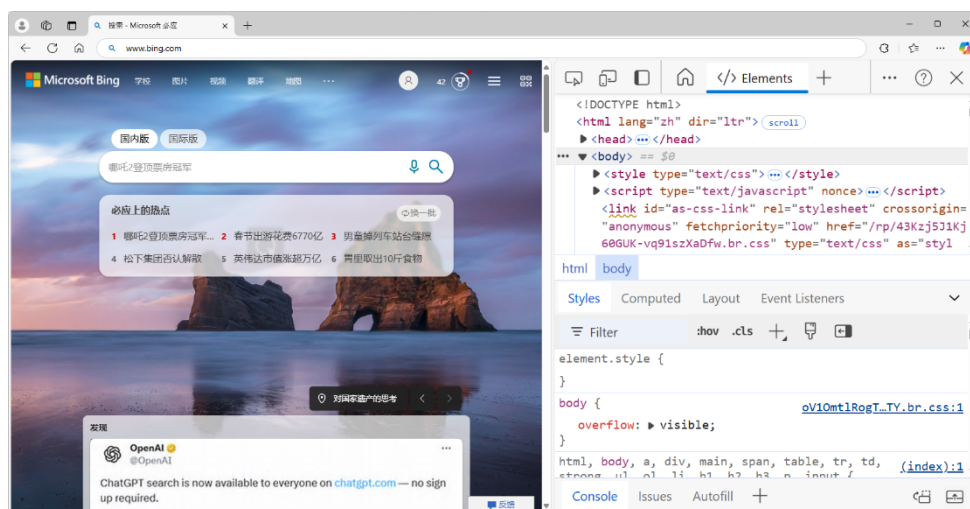 搜索 - Microsoft 必应
www.bing.com
Microsoft Bing 学校 图片 视频 翻译 地图 ··· 42
国内版 国际版
哪吒2登顶票房冠军
必应上的热点 换一批
1 哪吒2登顶票房冠军... 2 春节出游花费6770亿 3 男童掉列车站台缝隙
4 松下集团否认解散 5 英伟达市值涨超万亿 6 胃里取出10斤食物
对国家遗产的思考
发现
OpenAI
@OpenAI
ChatGPT search is now available to everyone on chatgpt.com — no sign
up required.
反馈
</> Elements
<!DOCTYPE html>
<html lang="zh" dir="ltr"> scroll
▶ <head> ··· </head>
··· ▼ <body> == $0
▶ <style type="text/css"> ··· </style>
▶ <script type="text/javascript" nonce> ··· </script>
<link id="as-css-link" rel="stylesheet" crossorigin=
"anonymous" fetchpriority="low" href="/rp/43Kzj5J1Kj
60GUK-vq91szXaDfw.br.css" type="text/css" as="styl
html body
Styles Computed Layout Event Listeners
Filter :hov .cls
element.style {
}
body { oV1OmtlRogT…TY.br.css:1
overflow: ▶ visible;
}
html, body, a, div, main, span, table, tr, td, (index):1
strong, ul, ol, li, h1, h2, h3, p, input {
Console Issues Autofill